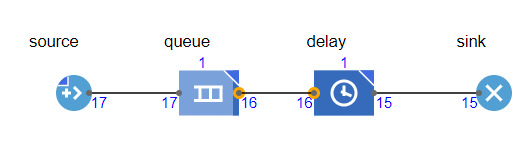 source queue delay sink
1 1
17 17 16 16 15 15